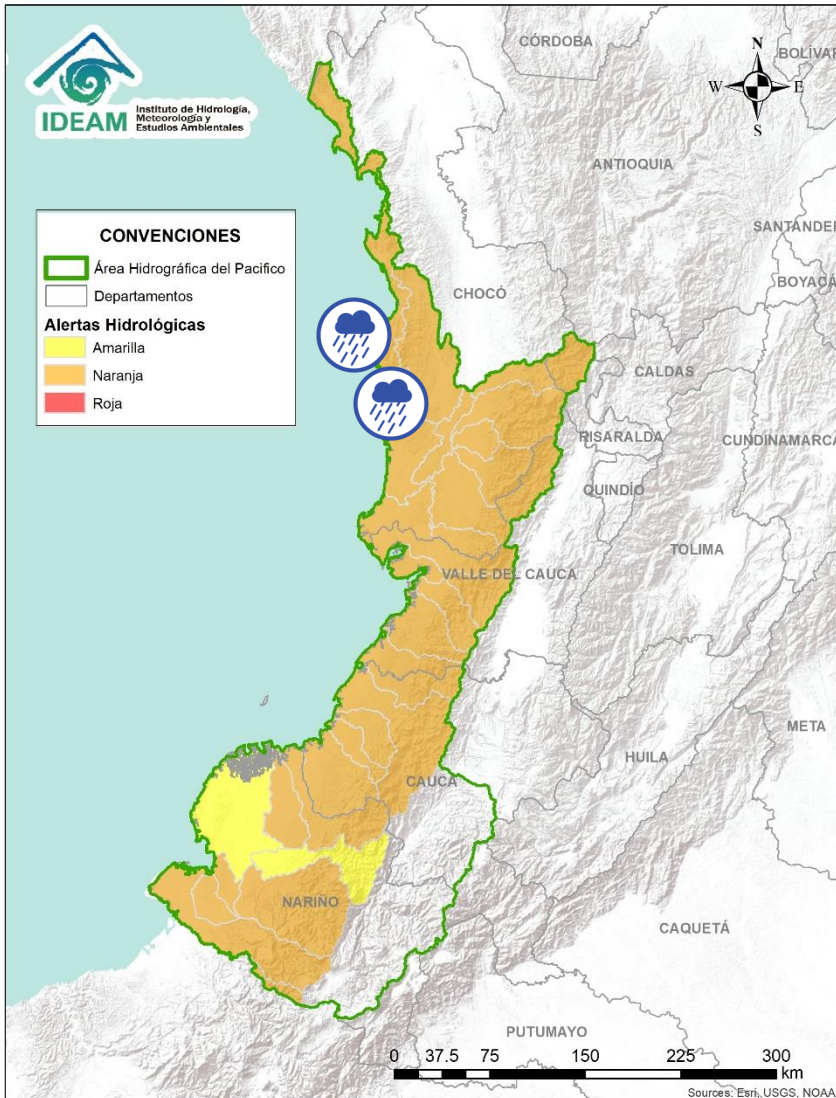 IDEAM
Instituto de Hidrología,
Meteorología y
Estudios Ambientales
CÓRDOBA
BOLÍVAR
N
W
E
S
ANTIOQUIA
SANTANDER
BOYACÁ
CONVENCIONES
Área Hidrográfica del Pacifico
Departamentos
Alertas Hidrológicas
Amarilla
Naranja
Roja
CHOCÓ
CALDAS
RISARALDA
CUNDINAMARCA
QUINDÍO
TOLIMA
VALLE DEL CAUCA
META
HUILA
CAUCA
NARIÑO
CAQUETÁ
PUTUMAYO
0 37.5 75 150 225 300
km
Sources: Esri, USGS, NOAA